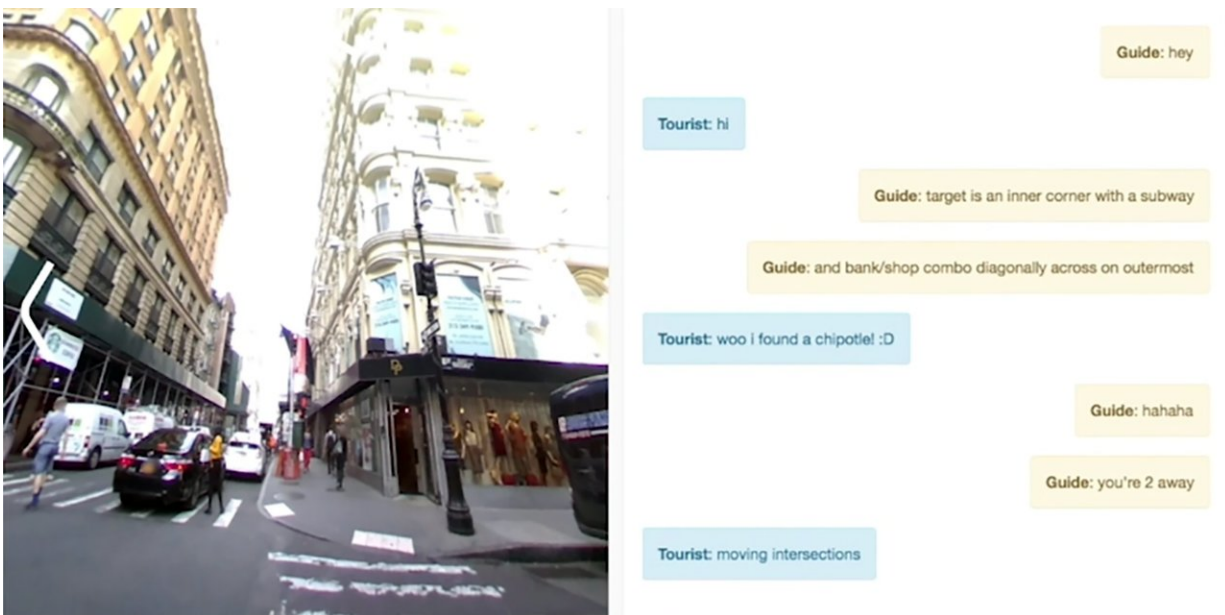 Guide: hey
Tourist: hi
Guide: target is an inner corner with a subway
Guide: and bank/shop combo diagonally across on outermost
Tourist: woo i found a chipotle! :D
Guide: hahaha
Guide: you're 2 away
Tourist: moving intersections